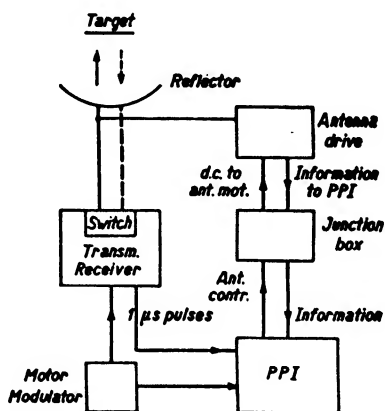 Target
Reflector
Antenna
drive
d.c. to
ant. mot.
Information
to PPI
Switch
Transm.
Receiver
Junction
box
Ant.
contr.
Information
1 µs pulses
Motor
Modulator
PPI